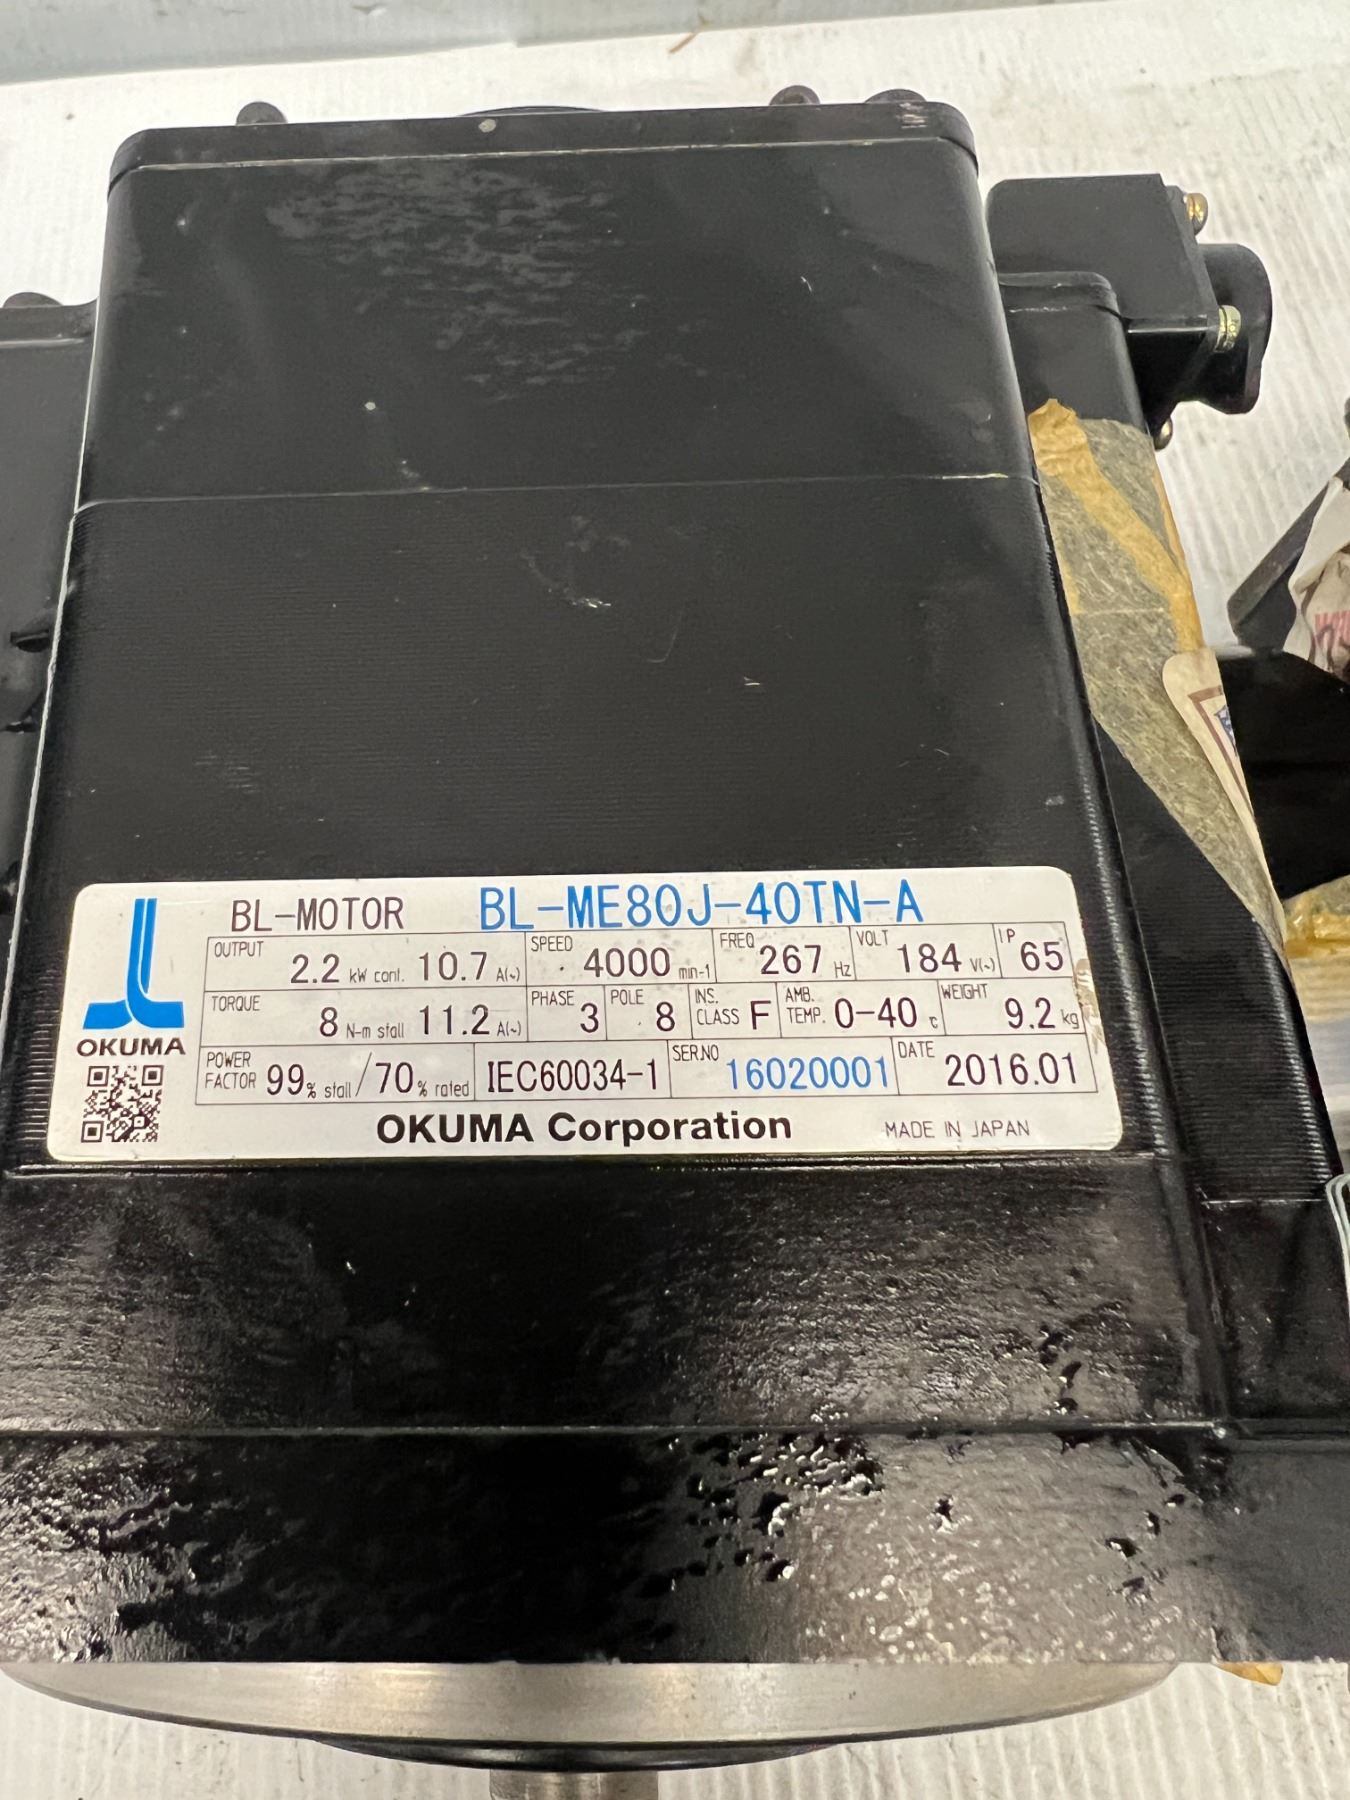 BL-MOTOR BL-ME80J-40TN-A
OUTPUT 2.2 kW cont. 10.7 A(~) SPEED 4000 min-1 FREQ 267 Hz VOLT 184 V(~) IP 65
TORQUE 8 N-m stall 11.2 A(~) PHASE 3 POLE 8 INS. CLASS F AMB. TEMP. 0-40 ℃ WEIGHT 9.2 kg
OKUMA
POWER FACTOR 99% stall/70% rated IEC60034-1 SER.NO 16020001 DATE 2016.01
OKUMA Corporation MADE IN JAPAN